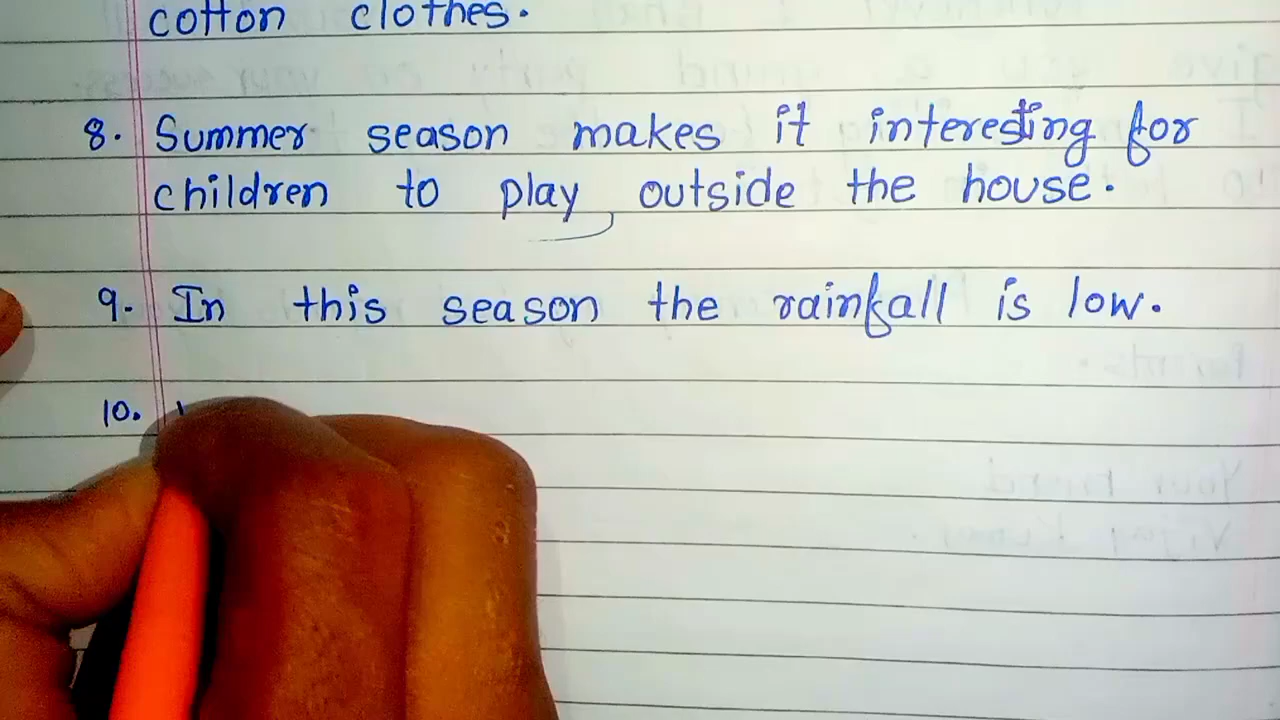 cotton clothes.
8. Summer season makes it interesting for
children to play outside the house.
9. In this season the rainfall is low.
10.